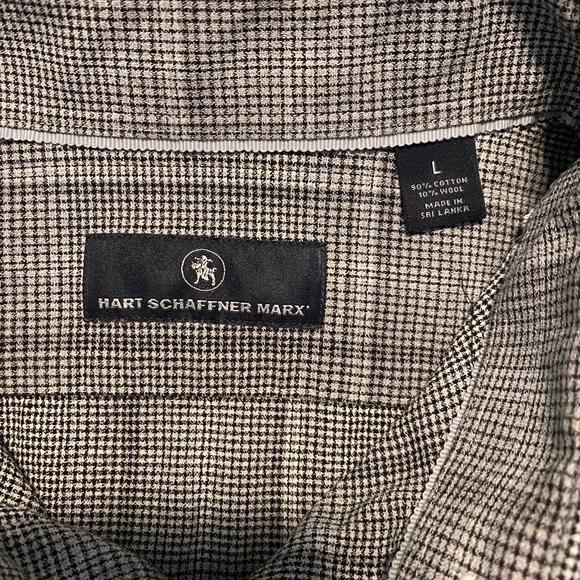 L
90% COTTON
10% WOOL
MADE IN
SRI LANKA
HART SCHAFFNER MARX